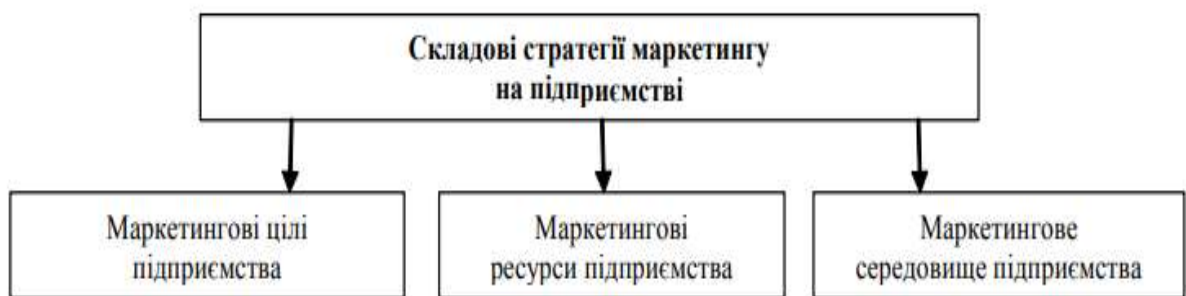 Складові стратегії маркетингу
на підприємстві
Маркетингові цілі
підприємства
Маркетингові
ресурси підприємства
Маркетингове
середовище підприємства